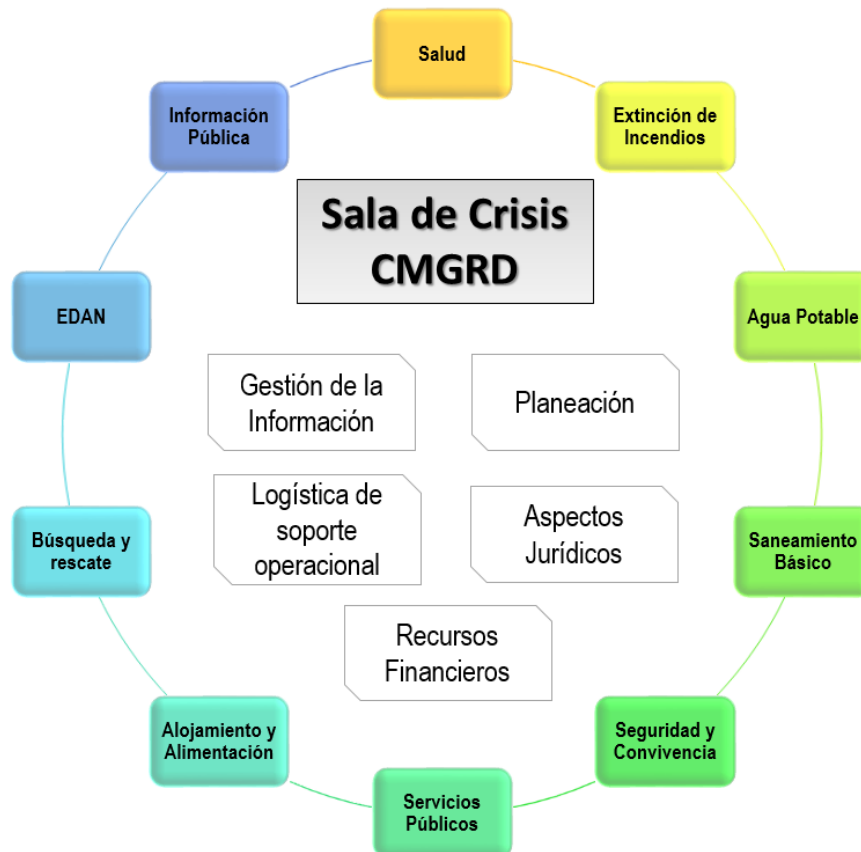 Salud
Información
Pública
Extinción de
Incendios
Sala de Crisis
CMGRD
EDAN
Agua Potable
Gestión de la
Información
Planeación
Logística de
soporte
operacional
Aspectos
Jurídicos
Búsqueda y
rescate
Saneamiento
Básico
Recursos
Financieros
Alojamiento y
Alimentación
Seguridad y
Convivencia
Servicios
Públicos